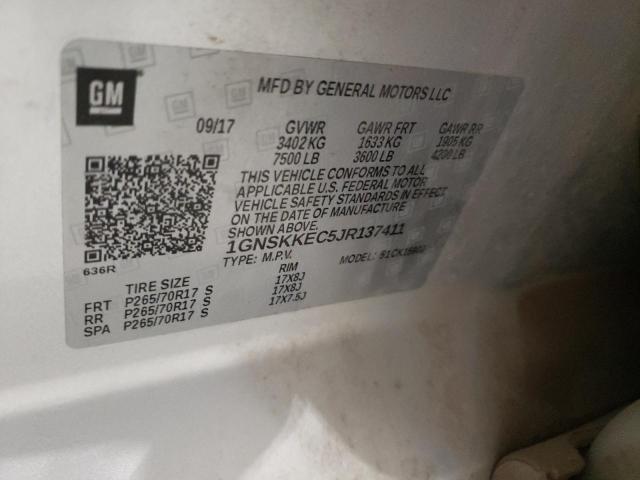 GM
MFD BY GENERAL MOTORS LLC
09/17 GVWR GAWR FRT GAWR RR
3402 KG 1633 KG 1905 KG
7500 LB 3600 LB 4200 LB
THIS VEHICLE CONFORMS TO ALL
APPLICABLE U.S. FEDERAL MOTOR
VEHICLE SAFETY STANDARDS IN EFFECT
ON THE DATE OF MANUFACTURE
SHOWN ABOVE.
1GNSKKEC5JR137411
636R TYPE: M.P.V. MODEL:
TIRE SIZE RIM
FRT P265/70R17 S 17X8J
RR P265/70R17 S 17X8J
SPA P265/70R17 S 17X7.5J